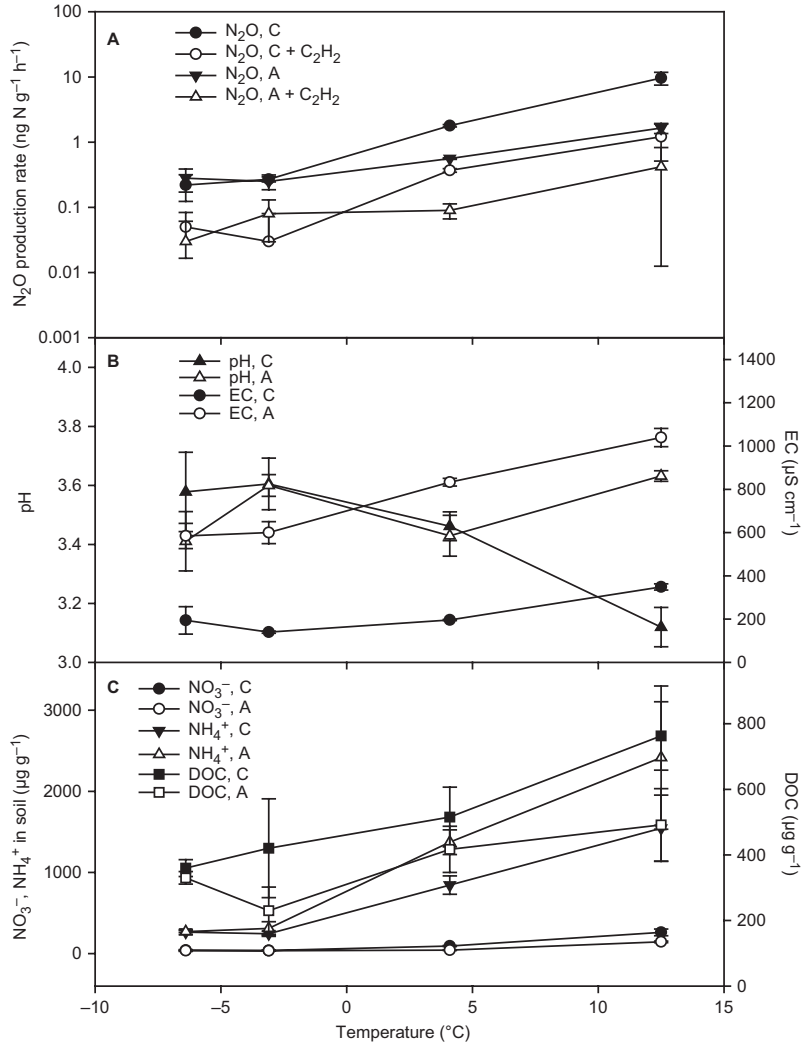 A
N₂O, C
N₂O, C + C₂H₂
N₂O, A
N₂O, A + C₂H₂
100
10
1
0.1
0.01
0.001
N₂O production rate (ng N g⁻¹ h⁻¹)
B
pH, C
pH, A
EC, C
EC, A
4.0
3.8
3.6
3.4
3.2
3.0
pH
1400
1200
1000
800
600
400
200
0
EC (µS cm⁻¹)
C
NO₃⁻, C
NO₃⁻, A
NH₄⁺, C
NH₄⁺, A
DOC, C
DOC, A
3000
2000
1000
0
NO₃⁻, NH₄⁺ in soil (µg g⁻¹)
800
600
400
200
0
DOC (µg g⁻¹)
−10 −5 0 5 10 15
Temperature (°C)